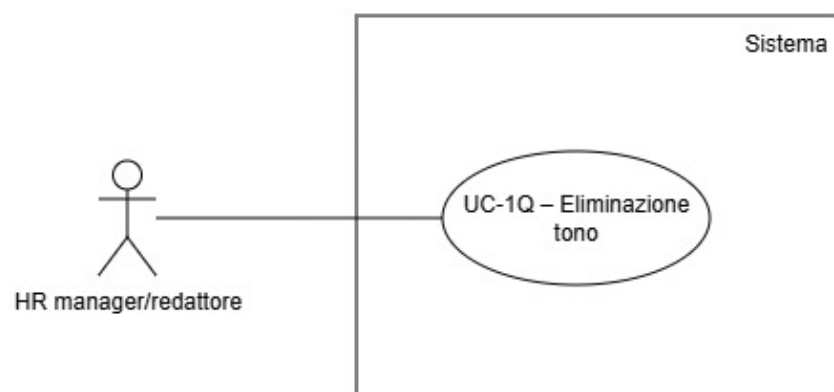 Sistema
UC-1Q – Eliminazione
tono
HR manager/redattore